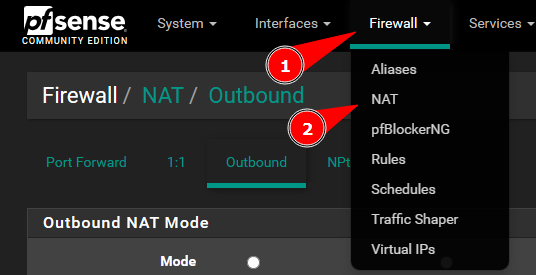 pfsense
COMMUNITY EDITION
System
Interfaces
Firewall
Services
1
Aliases
NAT
pfBlockerNG
Rules
Schedules
Traffic Shaper
Virtual IPs
Firewall / NAT / Outbound
2
Port Forward
1:1
Outbound
NPt
Outbound NAT Mode
Mode